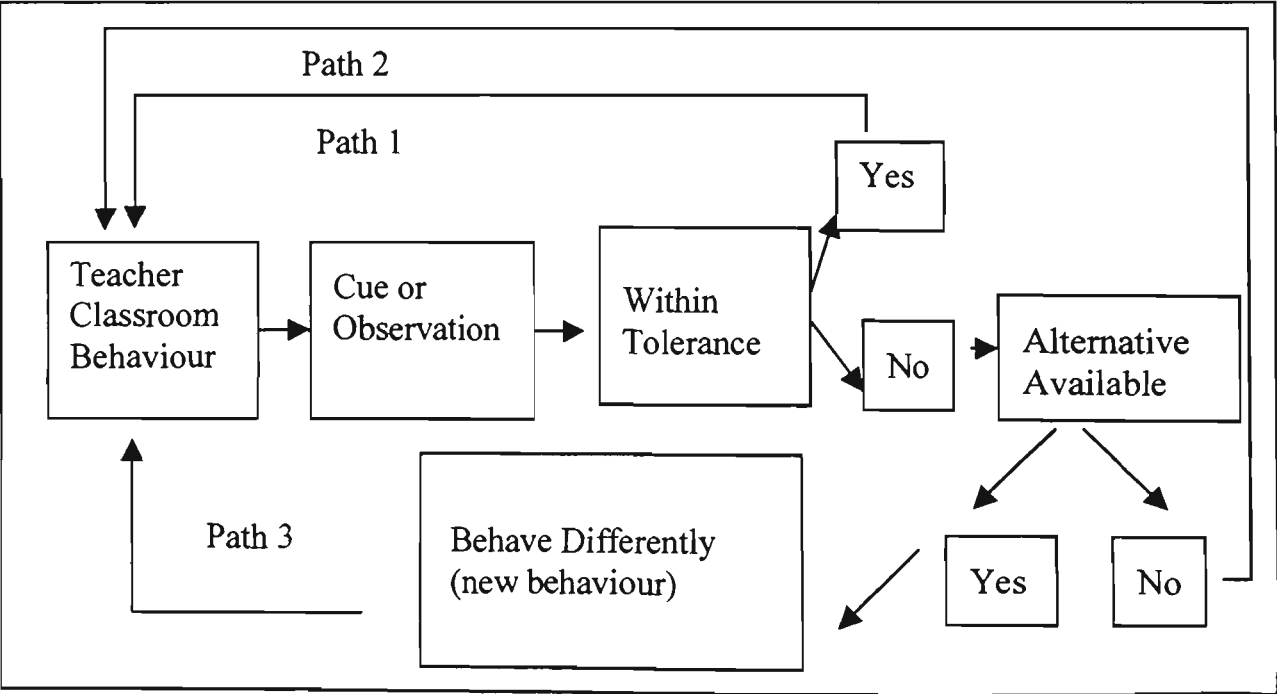 Path 2
Path 1
Yes
Teacher
Classroom
Behaviour
Cue or
Observation
Within
Tolerance
No
Alternative
Available
Path 3
Behave Differently
(new behaviour)
Yes
No